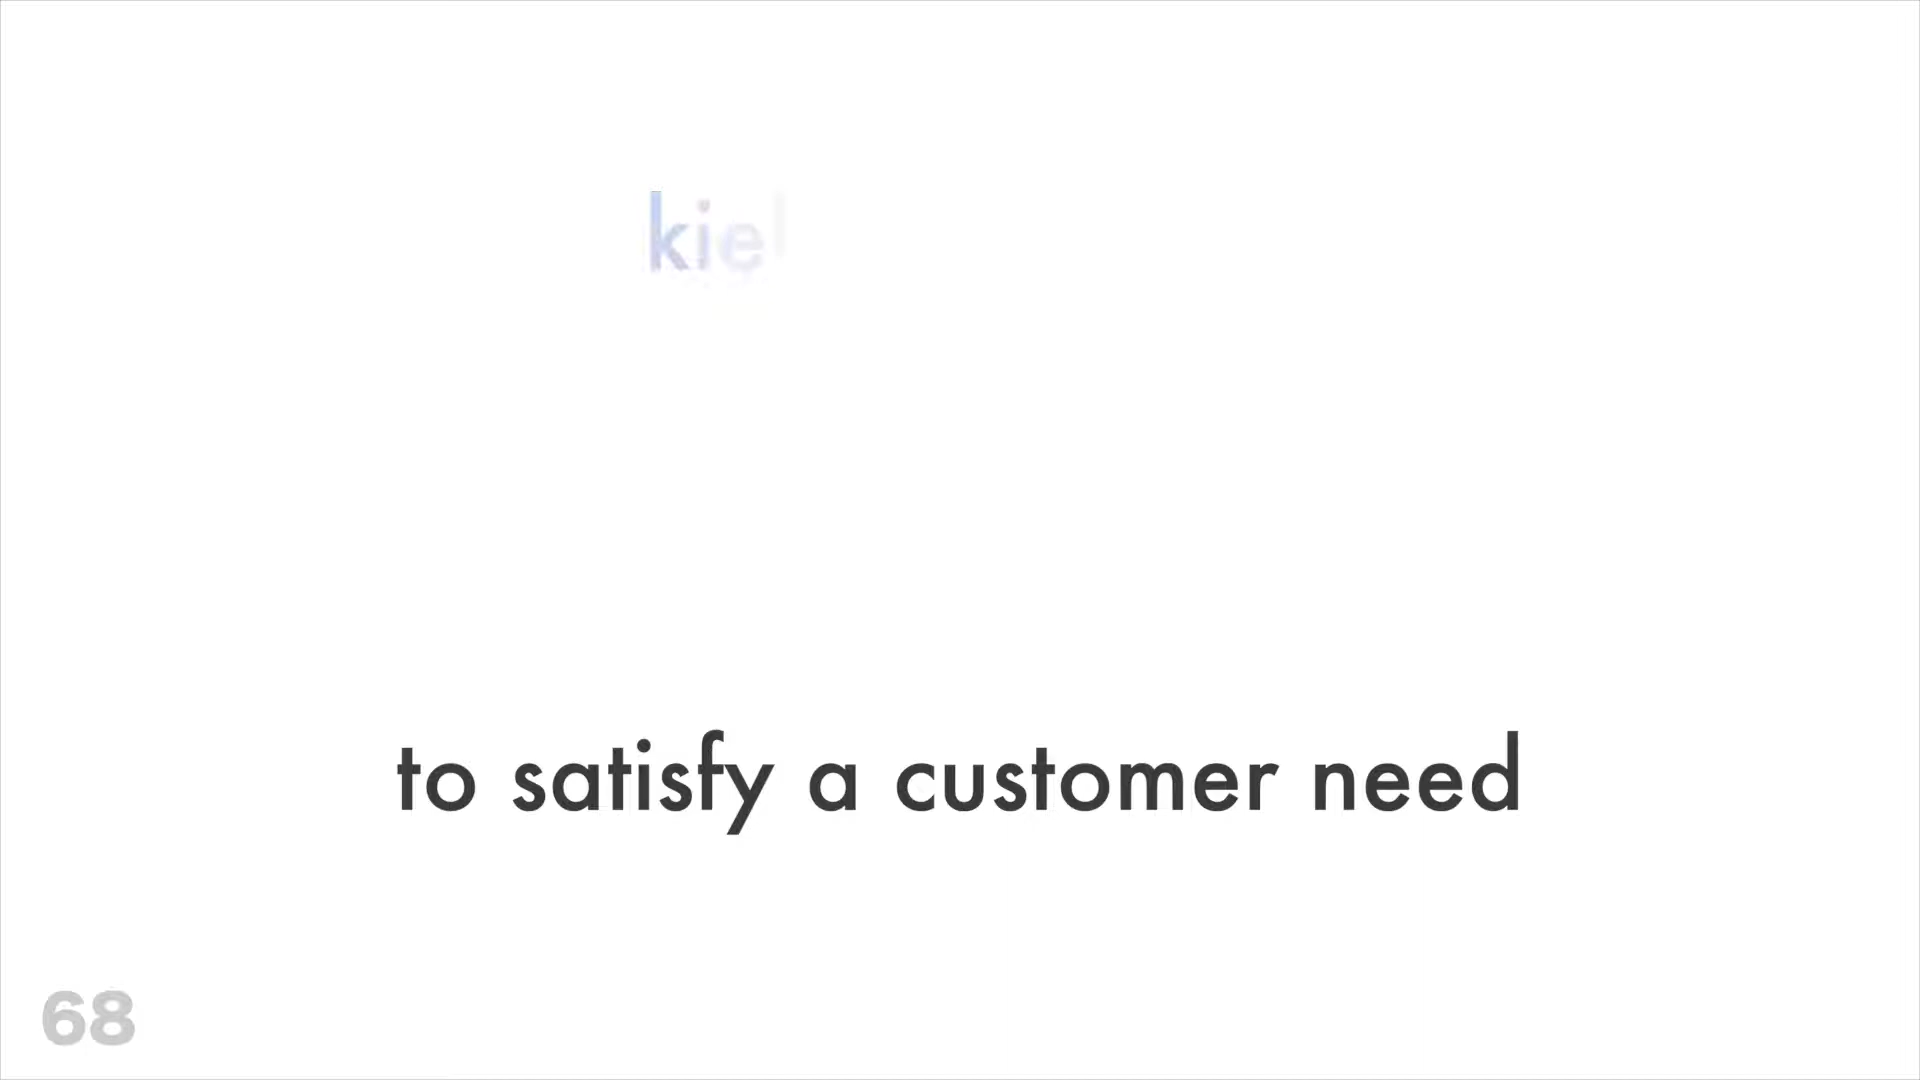 kiel
to satisfy a customer need
68